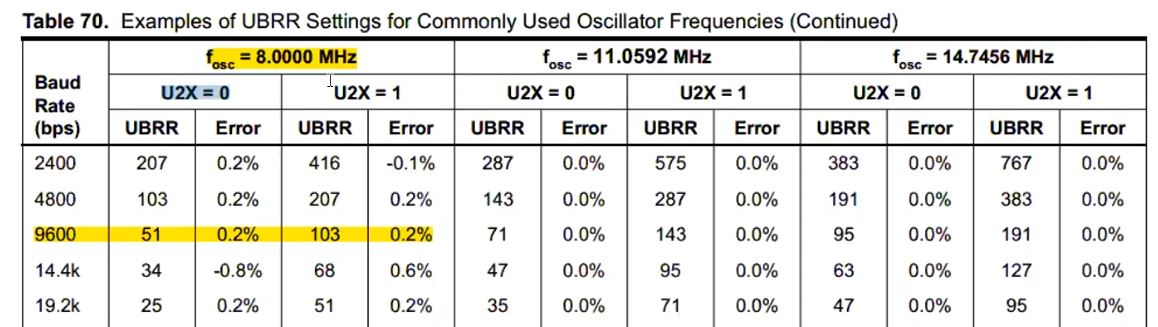 Table 70. Examples of UBRR Settings for Commonly Used Oscillator Frequencies (Continued)
Baud Rate (bps) fosc = 8.0000 MHz fosc = 11.0592 MHz fosc = 14.7456 MHz
U2X = 0 U2X = 1 U2X = 0 U2X = 1 U2X = 0 U2X = 1
UBRR Error UBRR Error UBRR Error UBRR Error UBRR Error UBRR Error
2400 207 0.2% 416 -0.1% 287 0.0% 575 0.0% 383 0.0% 767 0.0%
4800 103 0.2% 207 0.2% 143 0.0% 287 0.0% 191 0.0% 383 0.0%
9600 51 0.2% 103 0.2% 71 0.0% 143 0.0% 95 0.0% 191 0.0%
14.4k 34 -0.8% 68 0.6% 47 0.0% 95 0.0% 63 0.0% 127 0.0%
19.2k 25 0.2% 51 0.2% 35 0.0% 71 0.0% 47 0.0% 95 0.0%